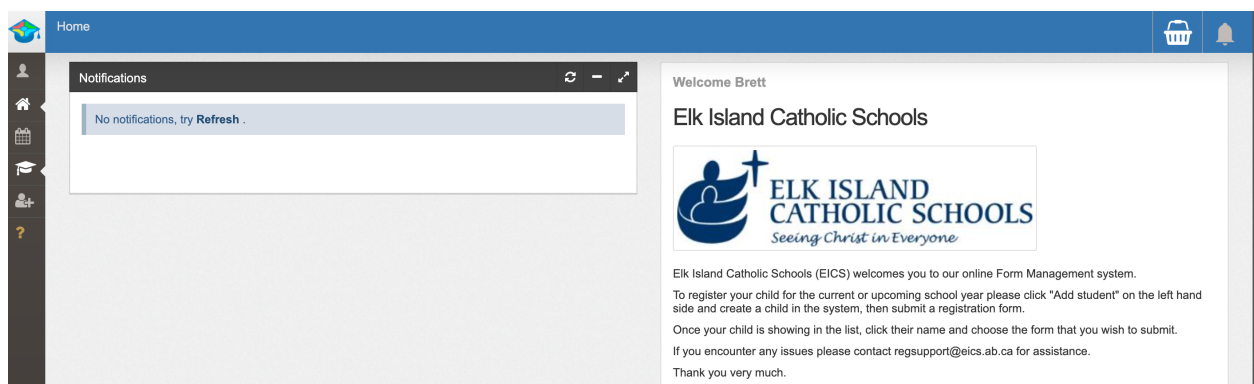 Home
Notifications
No notifications, try Refresh .
Welcome Brett
Elk Island Catholic Schools
ELK ISLAND
CATHOLIC SCHOOLS
Seeing Christ in Everyone
Elk Island Catholic Schools (EICS) welcomes you to our online Form Management system.
To register your child for the current or upcoming school year please click "Add student" on the left hand
side and create a child in the system, then submit a registration form.
Once your child is showing in the list, click their name and choose the form that you wish to submit.
If you encounter any issues please contact regsupport@eics.ab.ca for assistance.
Thank you very much.